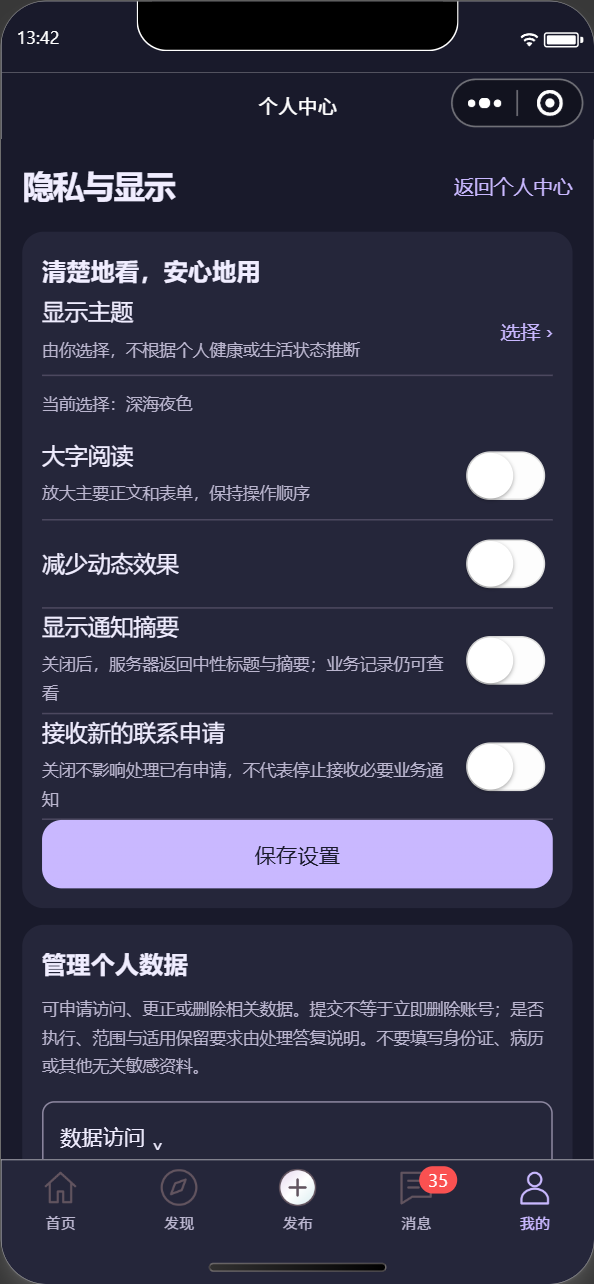 13:42
个人中心
隐私与显示
返回个人中心
清楚地看，安心地用
显示主题
选择 ›
由你选择，不根据个人健康或生活状态推断
当前选择：深海夜色
大字阅读
放大主要正文和表单，保持操作顺序
减少动态效果
显示通知摘要
关闭后，服务器返回中性标题与摘要；业务记录仍可查
看
接收新的联系申请
关闭不影响处理已有申请，不代表停止接收必要业务通
知
保存设置
管理个人数据
可申请访问、更正或删除相关数据。提交不等于立即删除账号；是否
执行、范围与适用保留要求由处理答复说明。不要填写身份证、病历
或其他无关敏感资料。
数据访问
35
首页
发现
发布
消息
我的